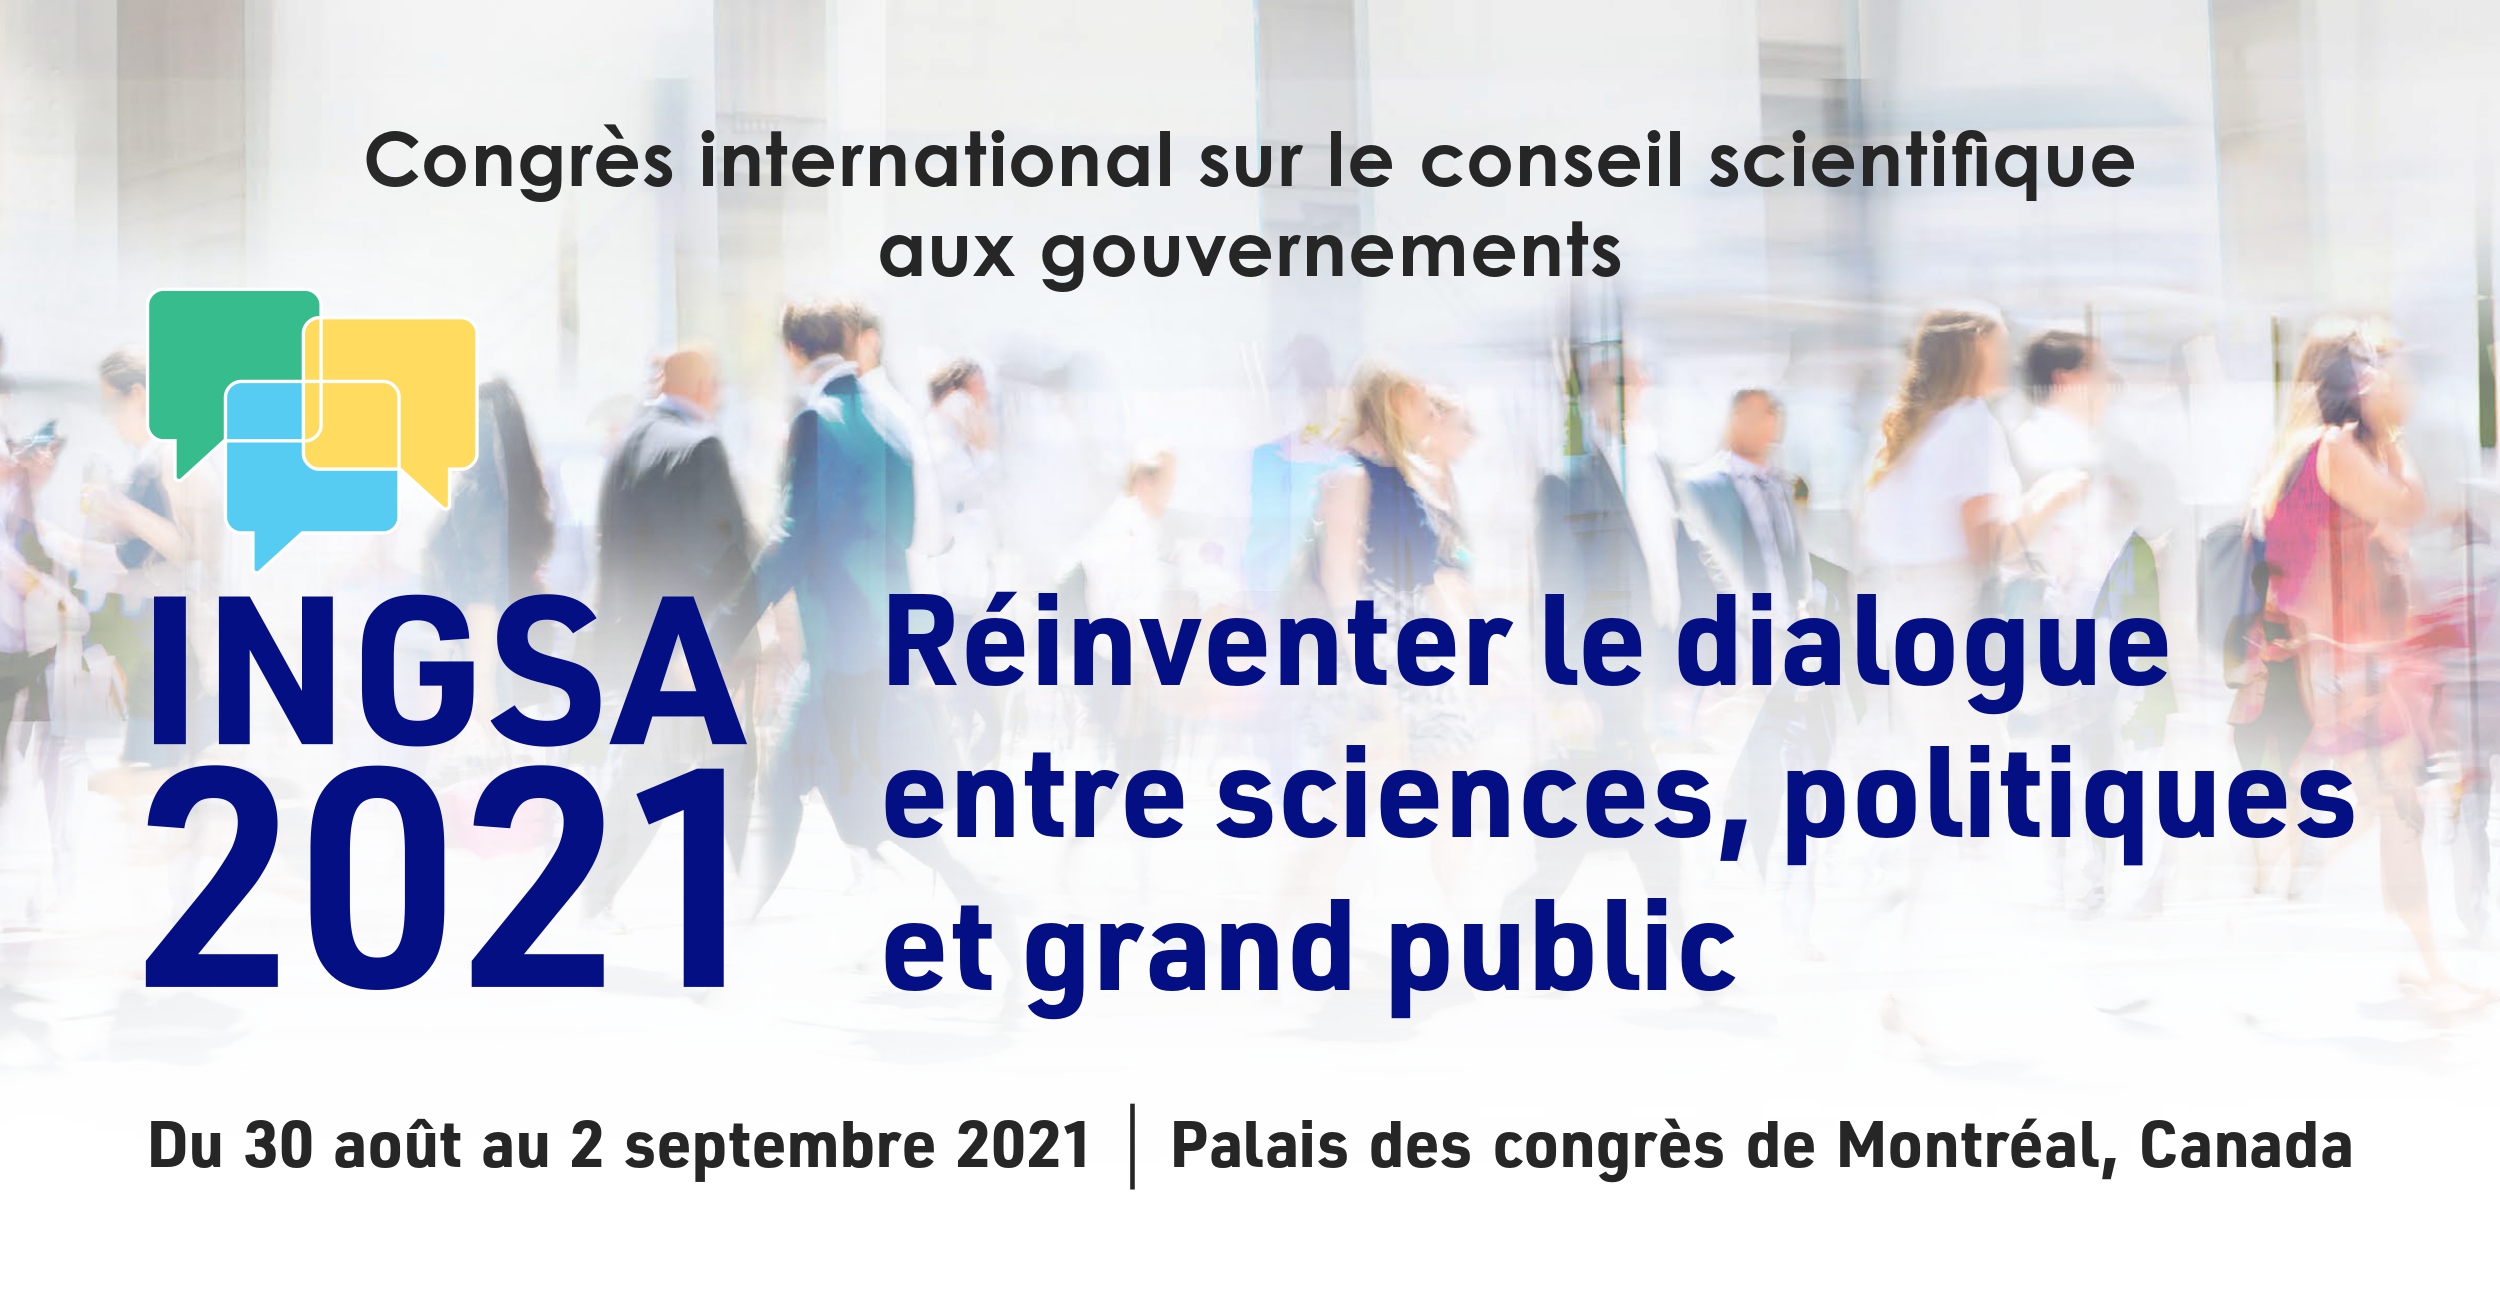 Congrès international sur le conseil scientifique
aux gouvernements
INGSA
2021
Réinventer le dialogue
entre sciences, politiques
et grand public
Du 30 août au 2 septembre 2021 | Palais des congrès de Montréal, Canada